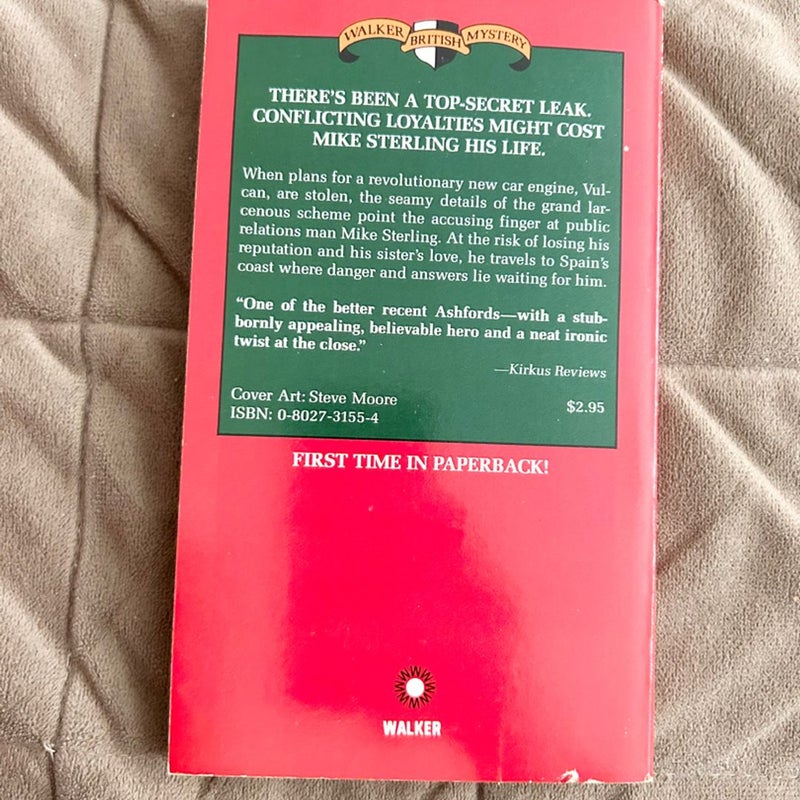 WALKER BRITISH MYSTERY
THERE'S BEEN A TOP-SECRET LEAK.
CONFLICTING LOYALTIES MIGHT COST
MIKE STERLING HIS LIFE.
When plans for a revolutionary new car engine, Vul-
can, are stolen, the seamy details of the grand lar-
cenous scheme point the accusing finger at public
relations man Mike Sterling. At the risk of losing his
reputation and his sister's love, he travels to Spain's
coast where danger and answers lie waiting for him.
“One of the better recent Ashfords—with a stub-
bornly appealing, believable hero and a neat ironic
twist at the close.”
—Kirkus Reviews
Cover Art: Steve Moore
ISBN: 0-8027-3155-4
$2.95
FIRST TIME IN PAPERBACK!
WALKER